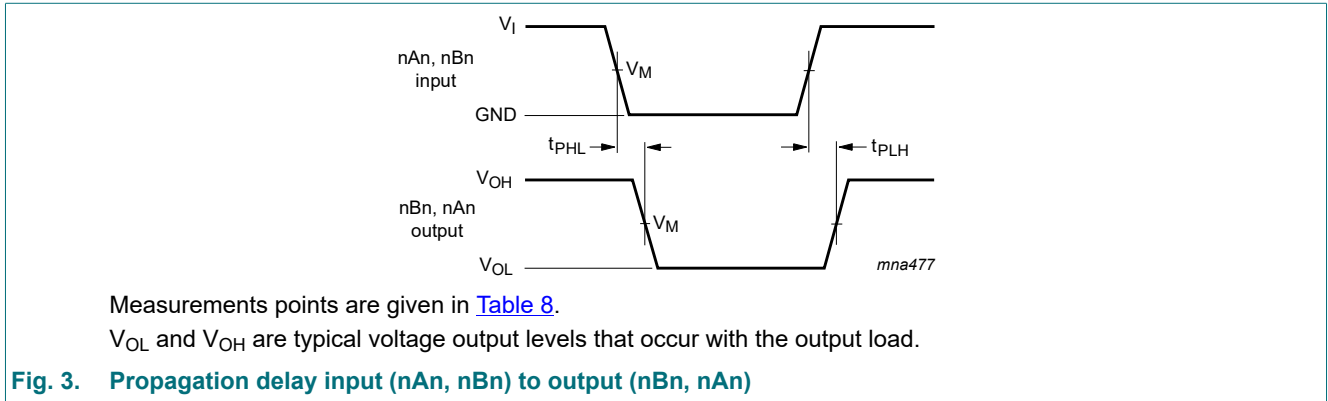 V_I
nAn, nBn
input
V_M
GND
t_PHL
t_PLH
V_OH
nBn, nAn
output
V_M
V_OL
mna477
Measurements points are given in Table 8.
V_OL and V_OH are typical voltage output levels that occur with the output load.
Fig. 3. Propagation delay input (nAn, nBn) to output (nBn, nAn)